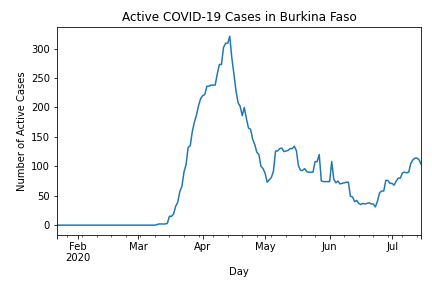 Active COVID-19 Cases in Burkina Faso
Number of Active Cases
300
250
200
150
100
50
0
Feb Mar Apr May Jun Jul
2020
Day